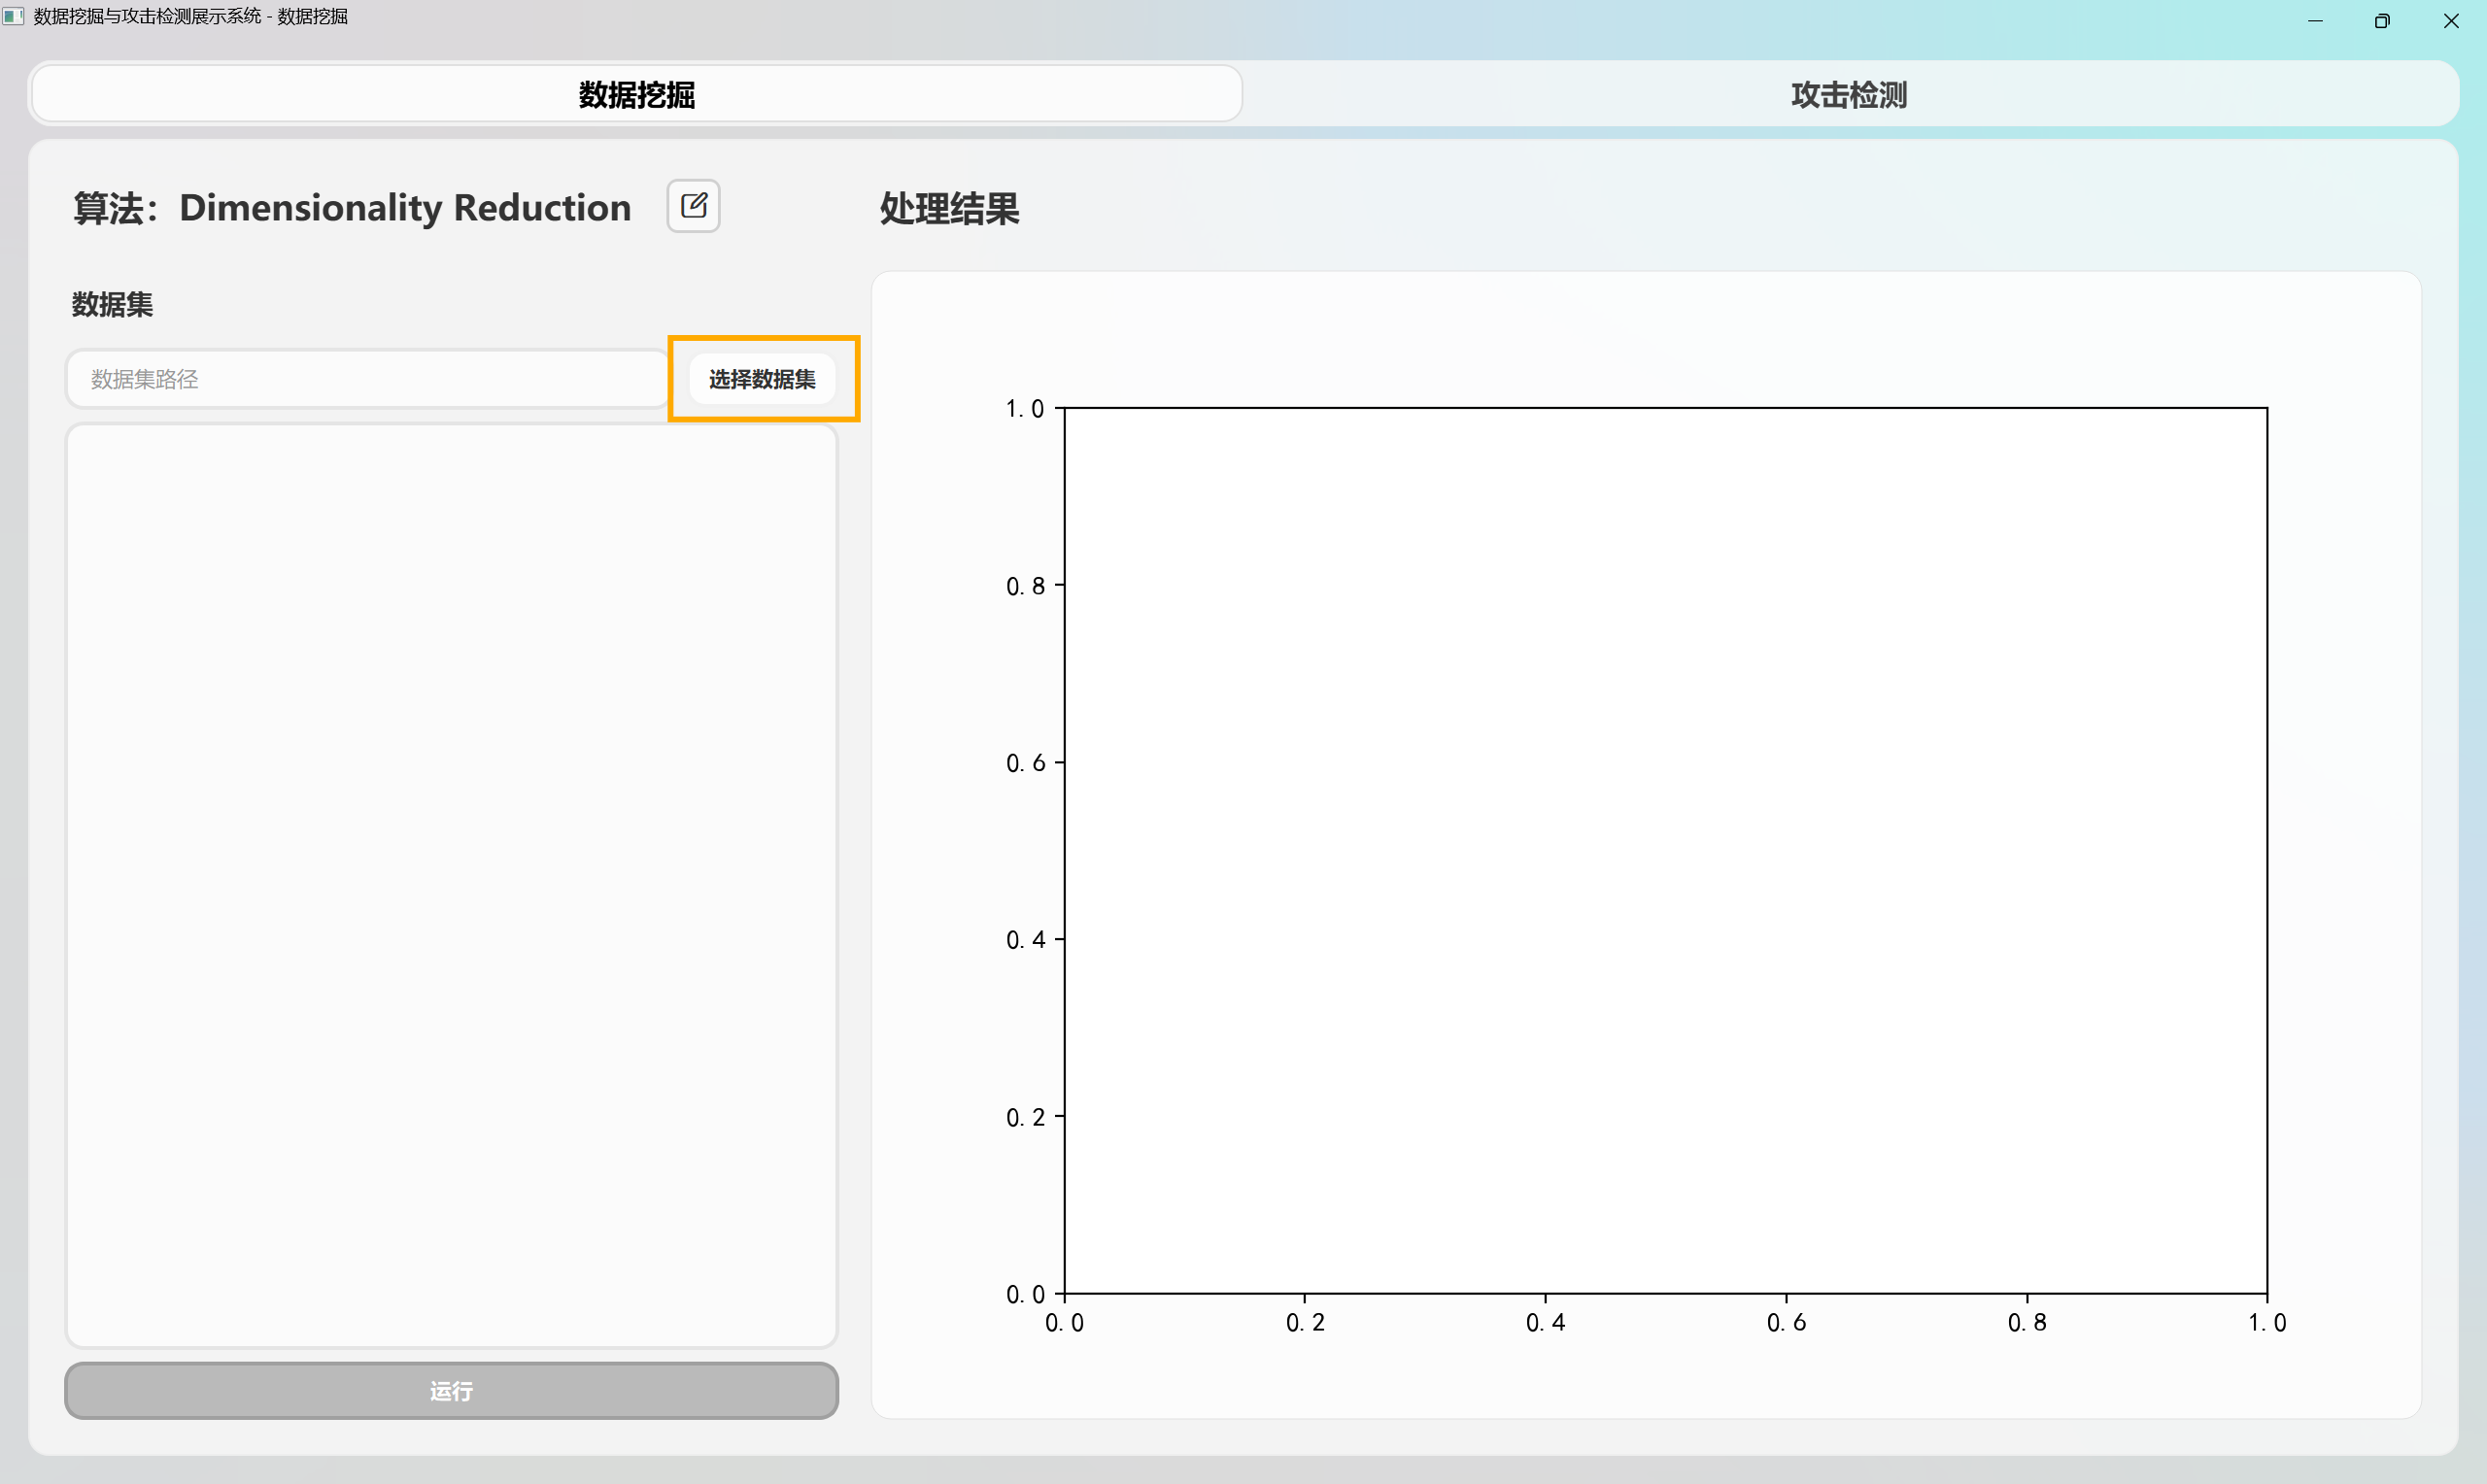 数据挖掘与攻击检测展示系统 - 数据挖掘
数据挖掘
攻击检测
算法：Dimensionality Reduction
处理结果
数据集
数据集路径
选择数据集
1.0
0.8
0.6
0.4
0.2
0.0
0.0 0.2 0.4 0.6 0.8 1.0
运行